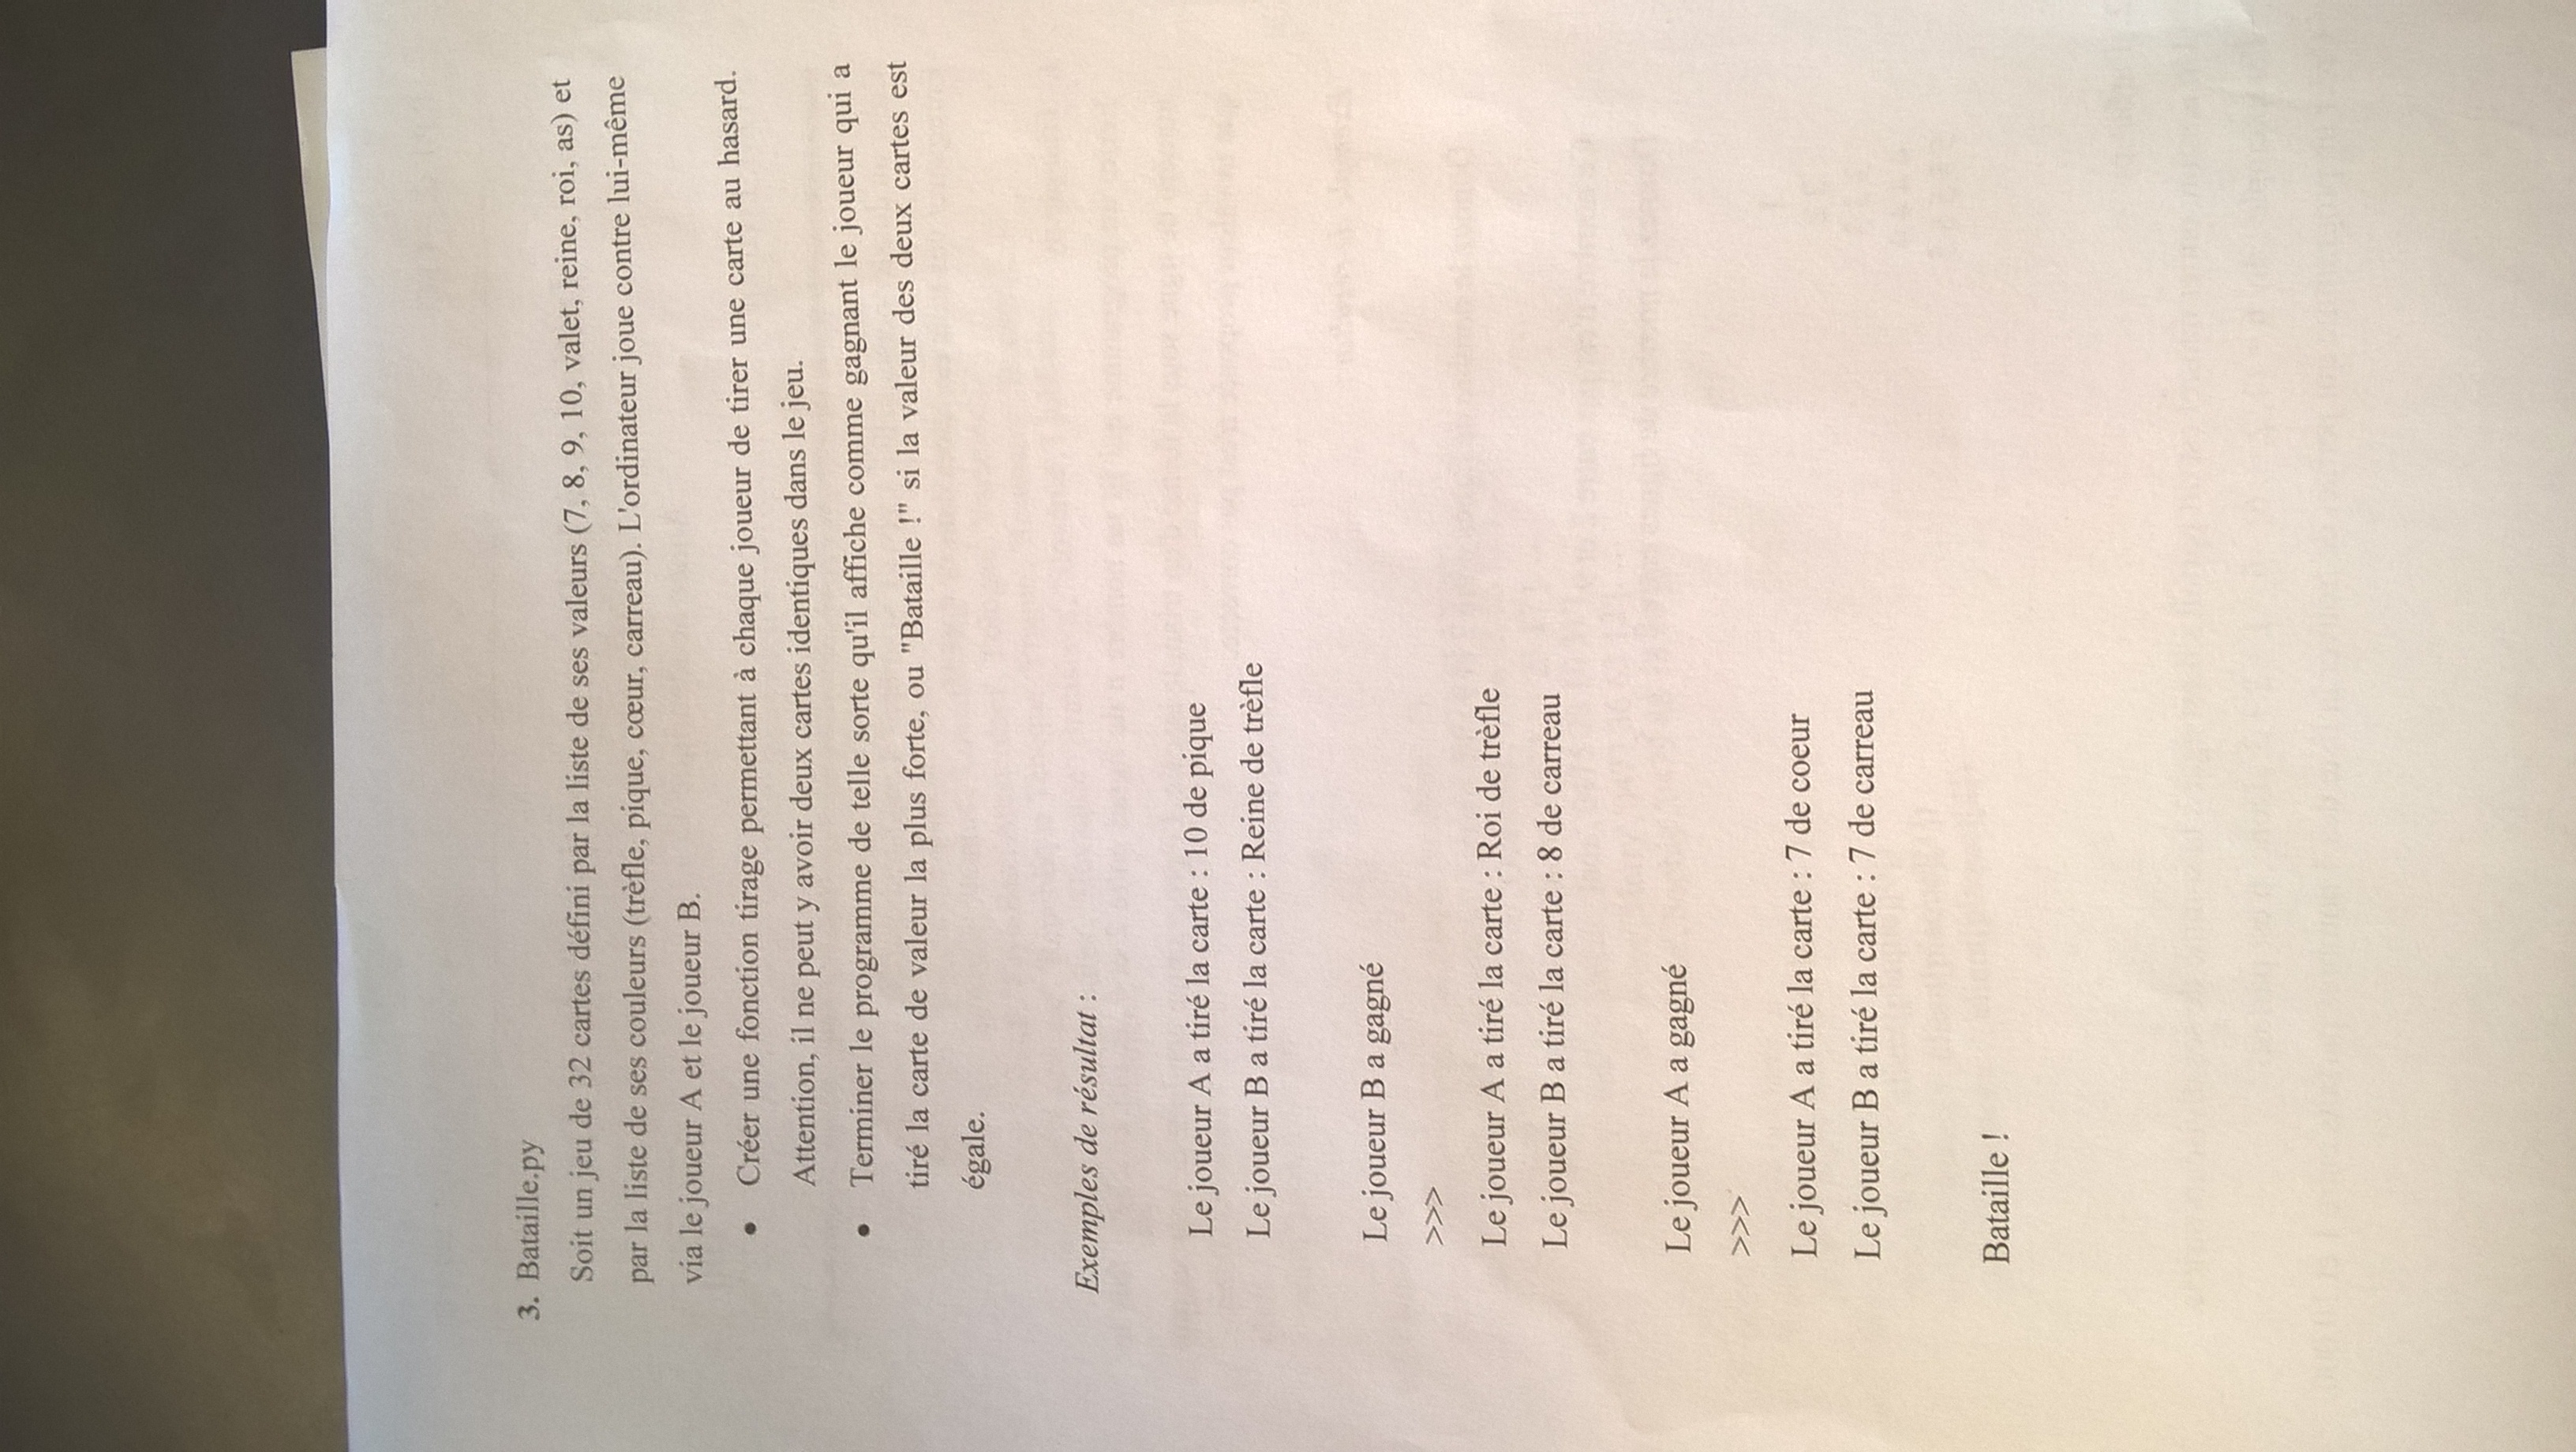 3. Bataille.py
Soit un jeu de 32 cartes défini par la liste de ses valeurs (7, 8, 9, 10, valet, reine, roi, as) et
par la liste de ses couleurs (trèfle, pique, cœur, carreau). L'ordinateur joue contre lui-même
via le joueur A et le joueur B.
• Créer une fonction tirage permettant à chaque joueur de tirer une carte au hasard.
Attention, il ne peut y avoir deux cartes identiques dans le jeu.
• Terminer le programme de telle sorte qu'il affiche comme gagnant le joueur qui a
tiré la carte de valeur la plus forte, ou "Bataille !" si la valeur des deux cartes est
égale.
Exemples de résultat :
Le joueur A a tiré la carte : 10 de pique
Le joueur B a tiré la carte : Reine de trèfle
Le joueur B a gagné
>>>
Le joueur A a tiré la carte : Roi de trèfle
Le joueur B a tiré la carte : 8 de carreau
Le joueur A a gagné
>>>
Le joueur A a tiré la carte : 7 de coeur
Le joueur B a tiré la carte : 7 de carreau
Bataille !